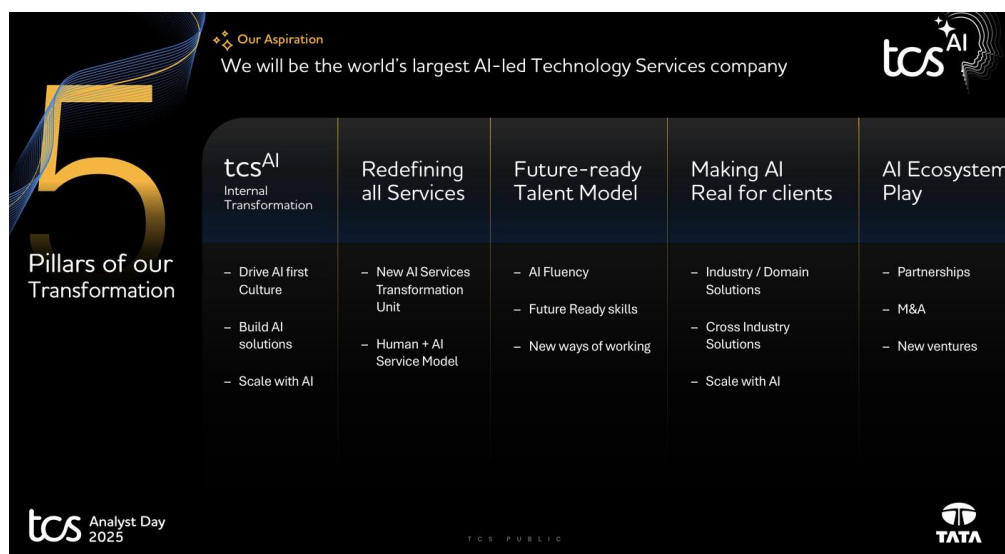 Our Aspiration
We will be the world's largest AI-led Technology Services company
tcs AI
5
Pillars of our
Transformation
tcs AI
Internal
Transformation
– Drive AI first
Culture
– Build AI
solutions
– Scale with AI
Redefining
all Services
– New AI Services
Transformation
Unit
– Human + AI
Service Model
Future-ready
Talent Model
– AI Fluency
– Future Ready skills
– New ways of working
Making AI
Real for clients
– Industry / Domain
Solutions
– Cross Industry
Solutions
– Scale with AI
AI Ecosystem
Play
– Partnerships
– M&A
– New ventures
tcs Analyst Day
2025
TCS PUBLIC
TATA